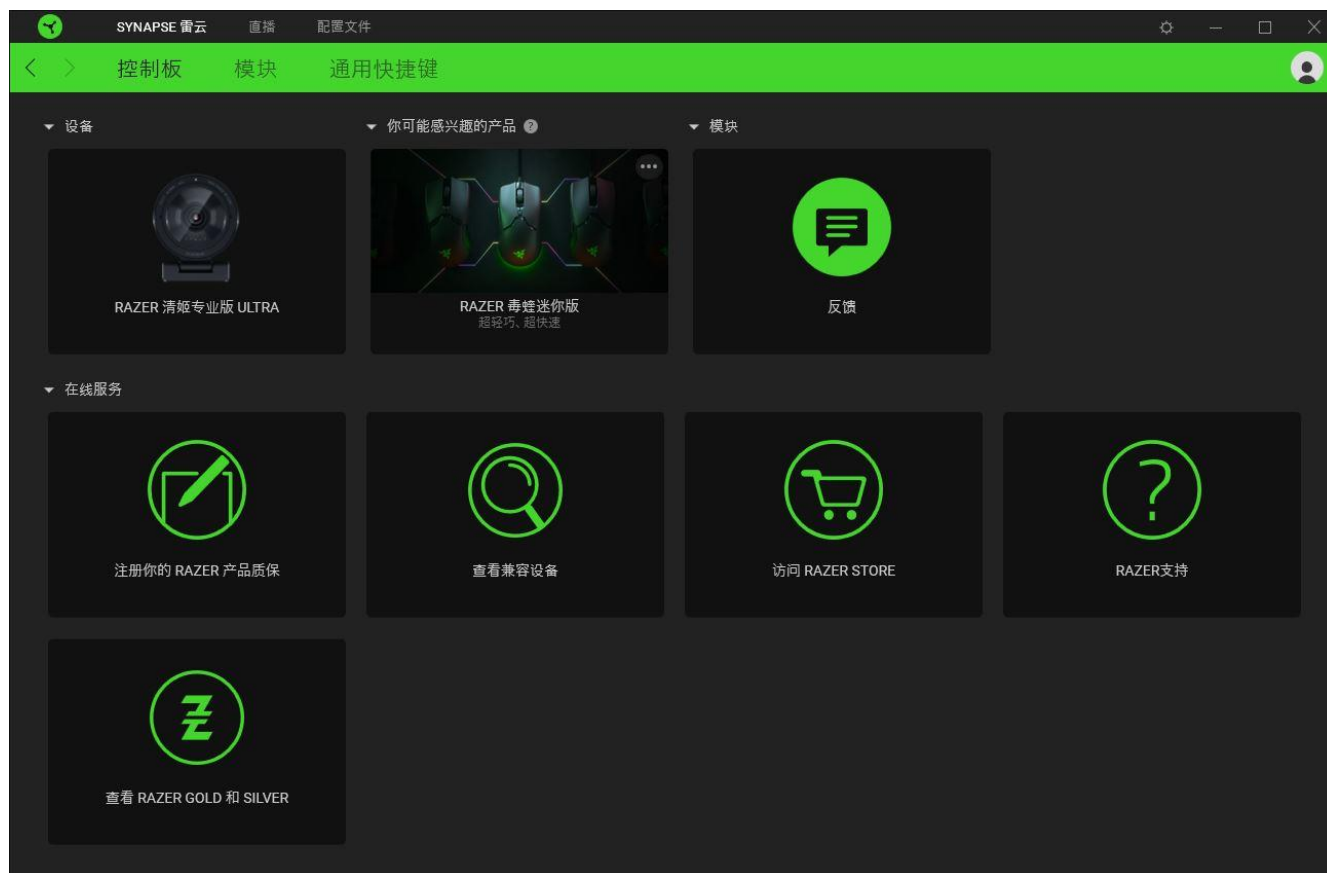 SYNAPSE 雷云 直播 配置文件
控制板 模块 通用快捷键
设备
你可能感兴趣的产品 ?
模块
RAZER 清姬专业版 ULTRA
RAZER 毒蝰迷你版
超轻巧、超快速
反馈
在线服务
注册你的 RAZER 产品质保
查看兼容设备
访问 RAZER STORE
RAZER支持
查看 RAZER GOLD 和 SILVER